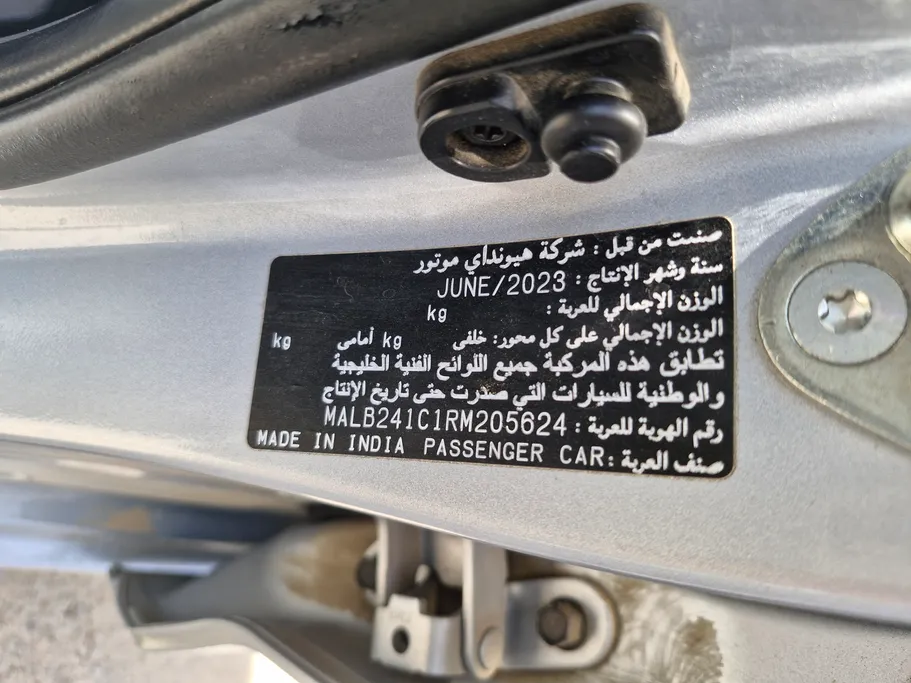 صنعت من قبل : شركة هيونداي موتور
سنة وشهر الإنتاج : JUNE/2023
الوزن الإجمالي للعربة : kg
الوزن الإجمالي على كل محور: خلفى kg أمامى kg
تطابق هذه المركبة جميع اللوائح الفنية الخليجية
والوطنية للسيارات التي صدرت حتى تاريخ الإنتاج
رقم الهوية للعربة : MALB241C1RM205624
صنف العربة : PASSENGER CAR MADE IN INDIA